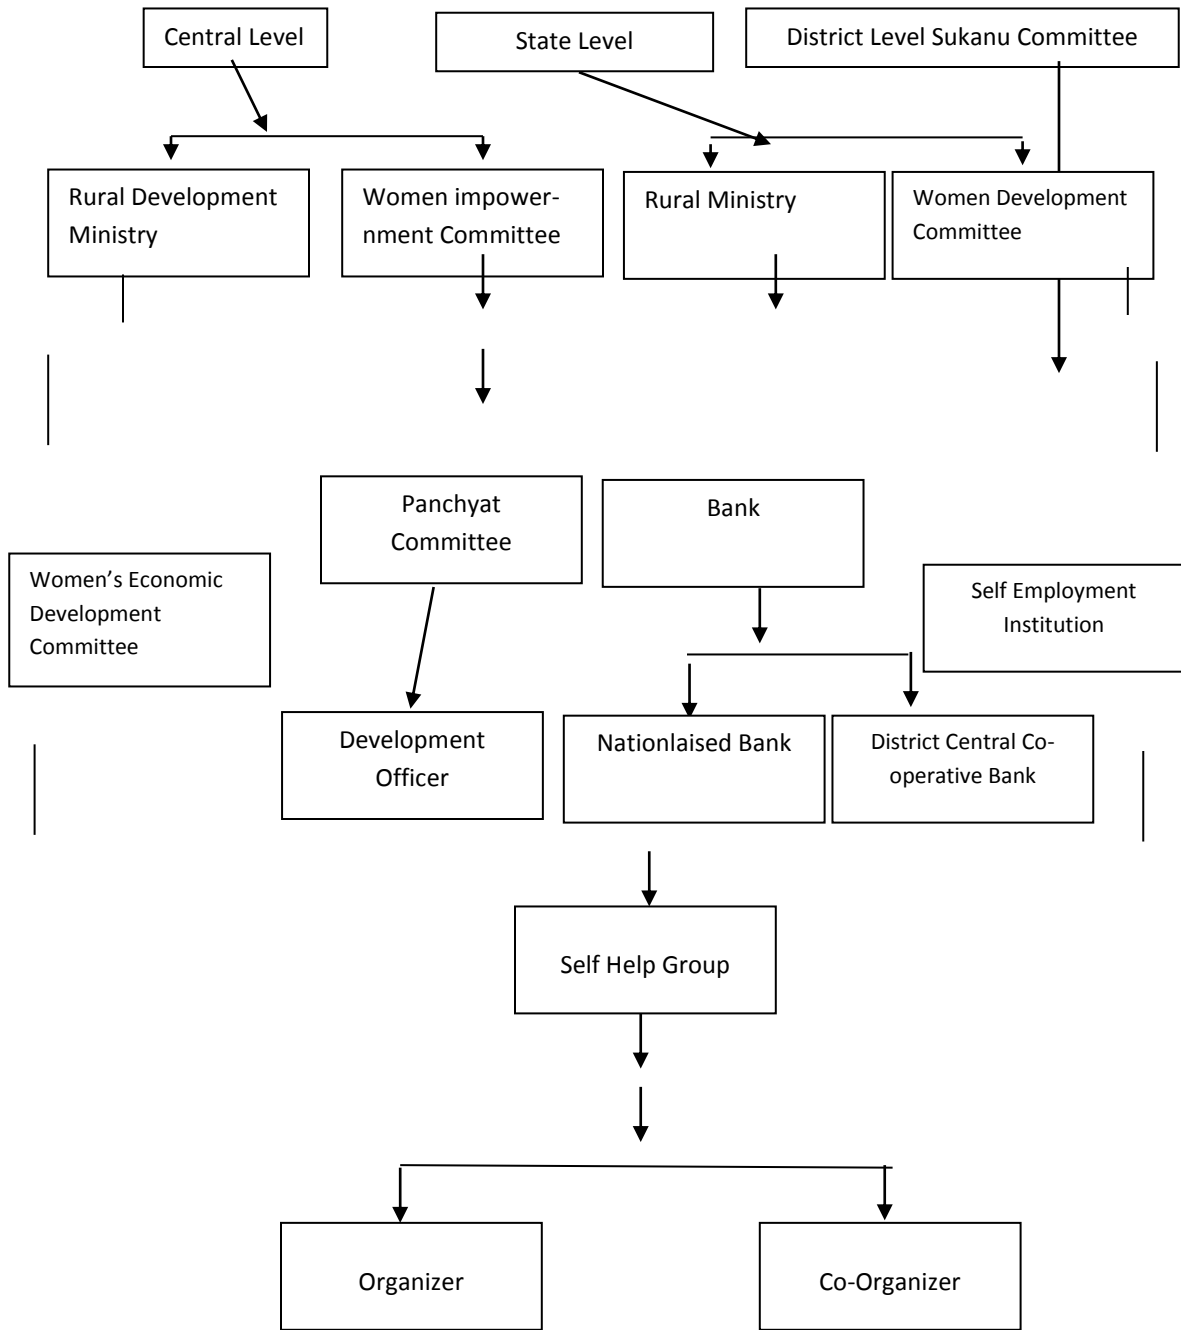 Central Level
State Level
District Level Sukanu Committee
Rural Development
Ministry
Women impower-
nment Committee
Rural Ministry
Women Development
Committee
Panchyat
Committee
Bank
Women’s Economic
Development
Committee
Self Employment
Institution
Development
Officer
Nationlaised Bank
District Central Co-
operative Bank
Self Help Group
Organizer
Co-Organizer